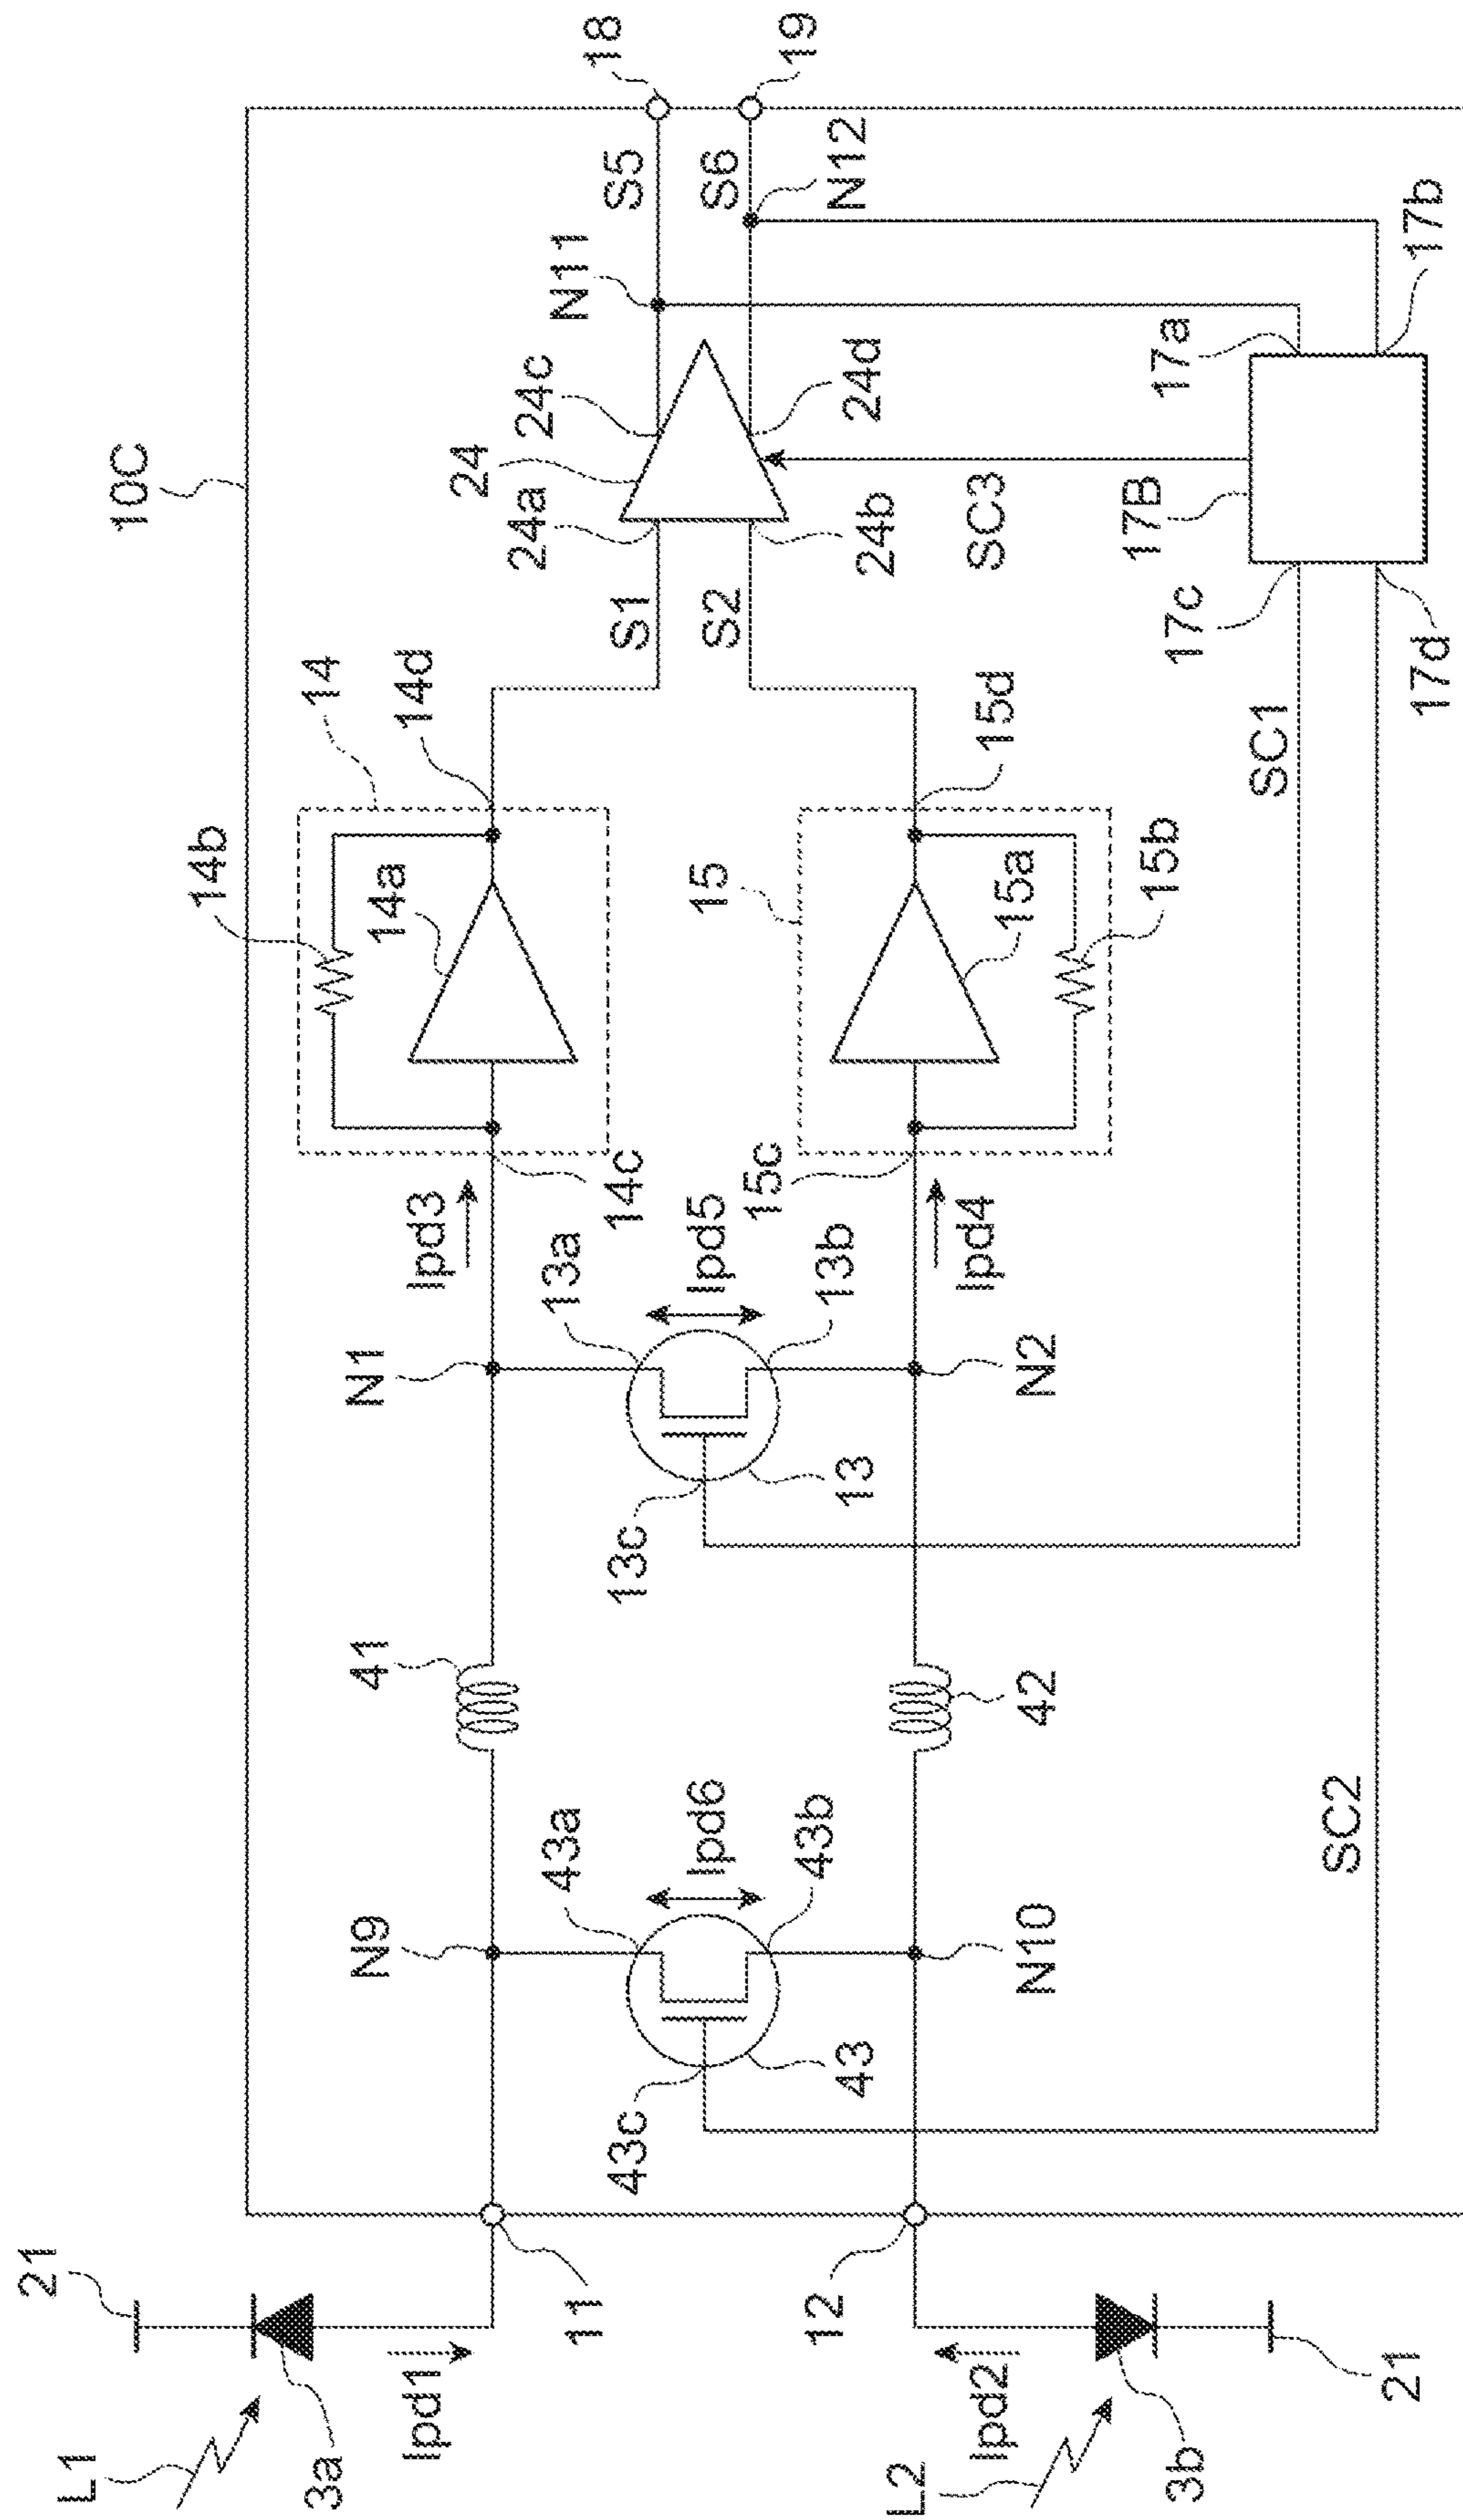 10C
L1
21
3a
Ipd1
11
N9
43a
Ipd6
43b
43c
43
N10
41
42
N1
13a
Ipd5
13b
13c
13
N2
Ipd3
14c
14b
14a
14
14d
S1
L2
Ipd2
3b
21
12
Ipd4
15c
15
15a
15b
15d
S2
24a
24
24c
24b
24d
N11
S5
18
S6
19
N12
SC3
17B
17a
17b
17c
17d
SC1
SC2